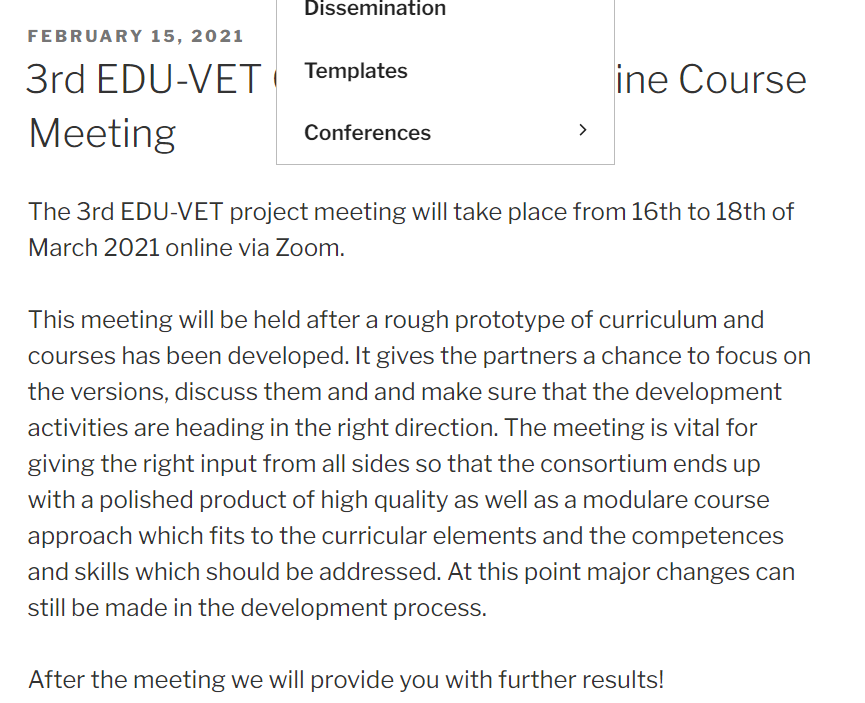 Dissemination
FEBRUARY 15, 2021
Templates
3rd EDU-VET ine Course
Conferences
Meeting
The 3rd EDU-VET project meeting will take place from 16th to 18th of
March 2021 online via Zoom.
This meeting will be held after a rough prototype of curriculum and
courses has been developed. It gives the partners a chance to focus on
the versions, discuss them and and make sure that the development
activities are heading in the right direction. The meeting is vital for
giving the right input from all sides so that the consortium ends up
with a polished product of high quality as well as a modulare course
approach which fits to the curricular elements and the competences
and skills which should be addressed. At this point major changes can
still be made in the development process.
After the meeting we will provide you with further results!